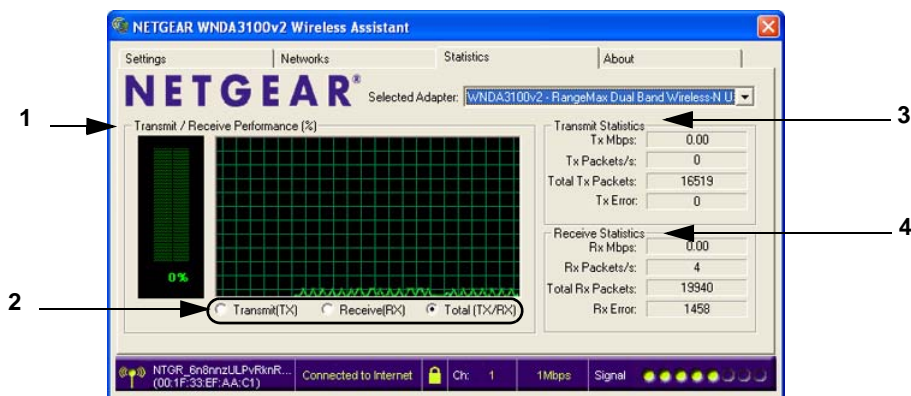 NETGEAR WNDA3100v2 Wireless Assistant
Settings Networks Statistics About
NETGEAR®
Selected Adapter: WNDA3100v2 - RangeMax Dual Band Wireless-N U
1
Transmit / Receive Performance (%)
0%
2
Transmit(TX) Receive(RX) Total (TX/RX)
3
Transmit Statistics
Tx Mbps: 0.00
Tx Packets/s: 0
Total Tx Packets: 16519
Tx Error: 0
4
Receive Statistics
Rx Mbps: 0.00
Rx Packets/s: 4
Total Rx Packets: 19940
Rx Error: 1458
NTGR_6n8nnzULPvRknR...
(00:1F:33:EF:AA:C1)
Connected to Internet Ch: 1 1Mbps Signal